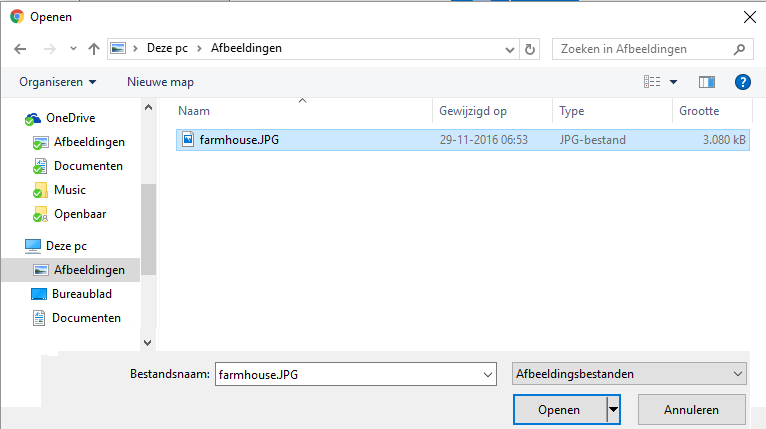 Openen
Deze pc Afbeeldingen
Zoeken in Afbeeldingen
Organiseren Nieuwe map ?
Naam Gewijzigd op Type Grootte
farmhouse.JPG 29-11-2016 06:53 JPG-bestand 3.080 kB
OneDrive
Afbeeldingen
Documenten
Music
Openbaar
Deze pc
Afbeeldingen
Bureaublad
Documenten
Bestandsnaam: farmhouse.JPG Afbeeldingsbestanden
Openen Annuleren